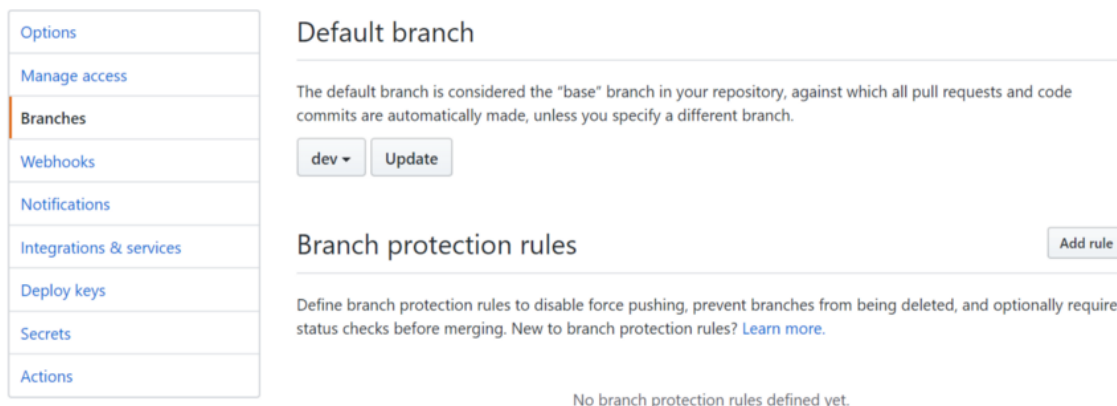 Options
Manage access
Branches
Webhooks
Notifications
Integrations & services
Deploy keys
Secrets
Actions
Default branch
The default branch is considered the “base” branch in your repository, against which all pull requests and code
commits are automatically made, unless you specify a different branch.
dev
Update
Branch protection rules
Add rule
Define branch protection rules to disable force pushing, prevent branches from being deleted, and optionally require
status checks before merging. New to branch protection rules? Learn more.
No branch protection rules defined yet.